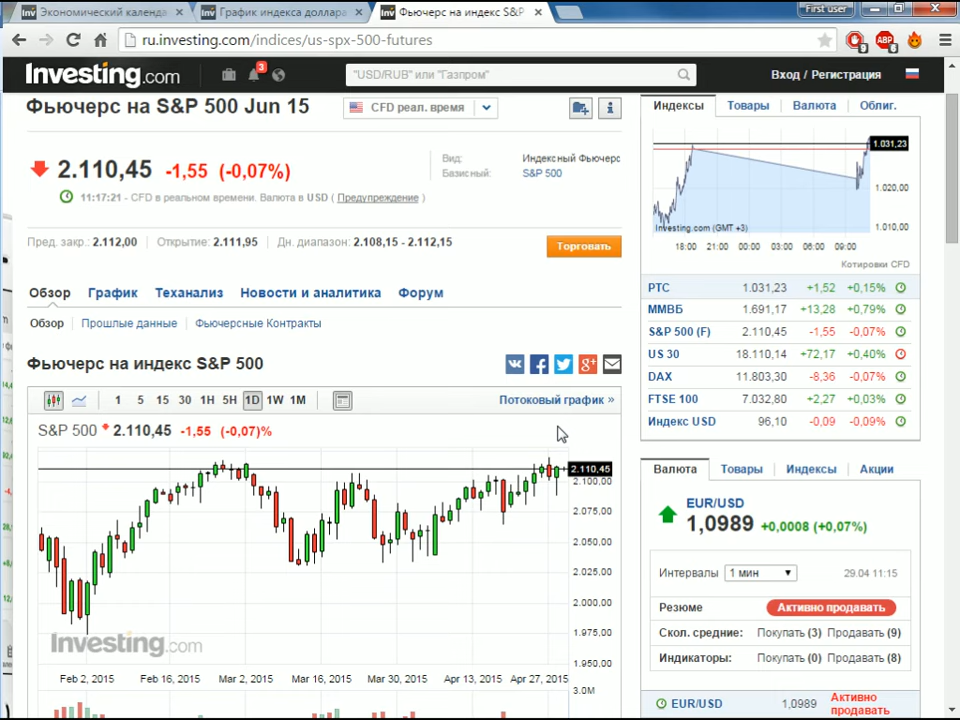 Экономический календа
График индекса доллара
Фьючерс на индекс S&P
First user
ru.investing.com/indices/us-spx-500-futures
9
ABP
6
Investing.com
3
"USD/RUB" или "Газпром"
Вход / Регистрация
Фьючерс на S&P 500 Jun 15
CFD реал. время
2.110,45 -1,55 (-0,07%)
11:17:21 - CFD в реальном времени. Валюта в USD ( Предупреждение )
Вид: Индексный Фьючерс
Базисный: S&P 500
Пред. закр.: 2.112,00 Открытие: 2.111,95 Дн. диапазон: 2.108,15 - 2.112,15
Торговать
Обзор График Теханализ Новости и аналитика Форум
Обзор Прошлые данные Фьючерсные Контракты
Фьючерс на индекс S&P 500
1 5 15 30 1H 5H 1D 1W 1M
Потоковый график »
S&P 500 2.110,45 -1,55 (-0,07)%
2.110,45
2.100,00
2.075,00
2.050,00
2.025,00
2.000,00
1.975,00
1.950,00
Investing.com
Feb 2, 2015 Feb 16, 2015 Mar 2, 2015 Mar 16, 2015 Mar 30, 2015 Apr 13, 2015 Apr 27, 2015
3.0M
Индексы Товары Валюта Облиг.
1.031,23
1.020,00
1.010,00
Investing.com (GMT +3)
18:00 21:00 00:00 03:00 06:00 09:00
Котировки CFD
РТС 1.031,23 +1,52 +0,15%
ММВБ 1.691,17 +13,28 +0,79%
S&P 500 (F) 2.110,45 -1,55 -0,07%
US 30 18.110,14 +72,17 +0,40%
DAX 11.803,30 -8,36 -0,07%
FTSE 100 7.032,80 +2,27 +0,03%
Индекс USD 96,10 -0,09 -0,09%
Валюта Товары Индексы Акции
EUR/USD
1,0989 +0,0008 (+0,07%)
Интервалы 1 мин 29.04 11:15
Резюме Активно продавать
Скол. средние: Покупать (3) Продавать (9)
Индикаторы: Покупать (0) Продавать (8)
EUR/USD 1,0989 Активно
продавать